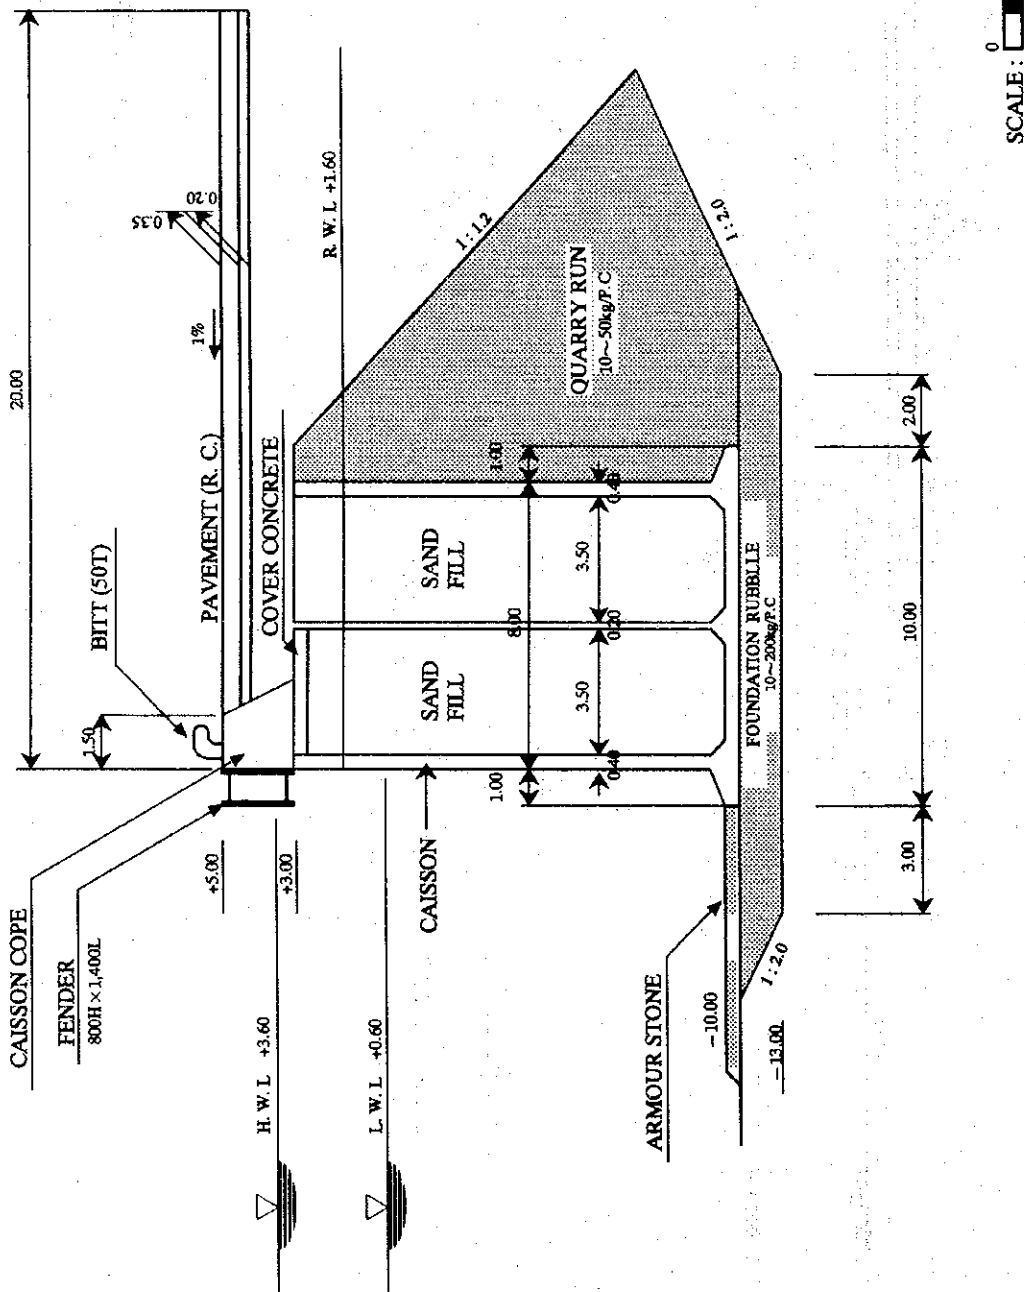 20.00
0.35
0.20
1%
PAVEMENT (R. C.)
BITT (50T)
1.50
COVER CONCRETE
R. W. L +1.60
1 : 1.2
1 : 2.0
QUARRY RUN
10～50kg/P. C
1.00
0.40
SAND
FILL
3.50
8.00
0.20
SAND
FILL
3.50
0.40
1.00
FOUNDATION RUBBLLE
10～200kg/P.C
2.00
10.00
3.00
CAISSON COPE
FENDER
800H × 1,400L
+5.00
+3.00
CAISSON
H. W. L +3.60
L. W. L +0.60
ARMOUR STONE
−10.00
−13.00
1 : 2.0
SCALE :
0